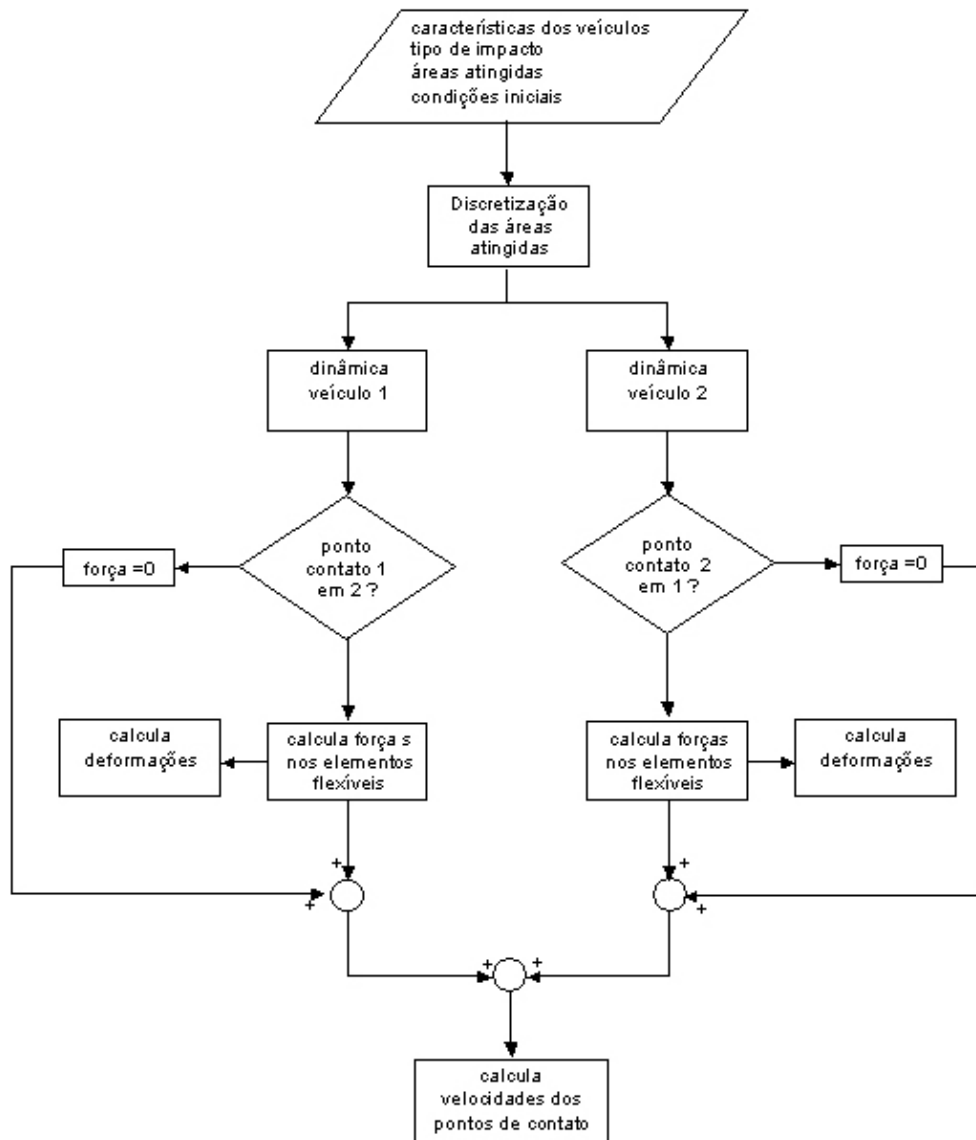 características dos veículos
tipo de impacto
áreas atingidas
condições iniciais
Discretização
das áreas
atingidas
dinâmica
veículo 1
dinâmica
veículo 2
ponto
contato 1
em 2 ?
ponto
contato 2
em 1 ?
força =0
força =0
calcula
deformações
calcula força s
nos elementos
flexíveis
calcula forças
nos elementos
flexíveis
calcula
deformações
+
+
+
+
+
+
calcula
velocidades dos
pontos de contato